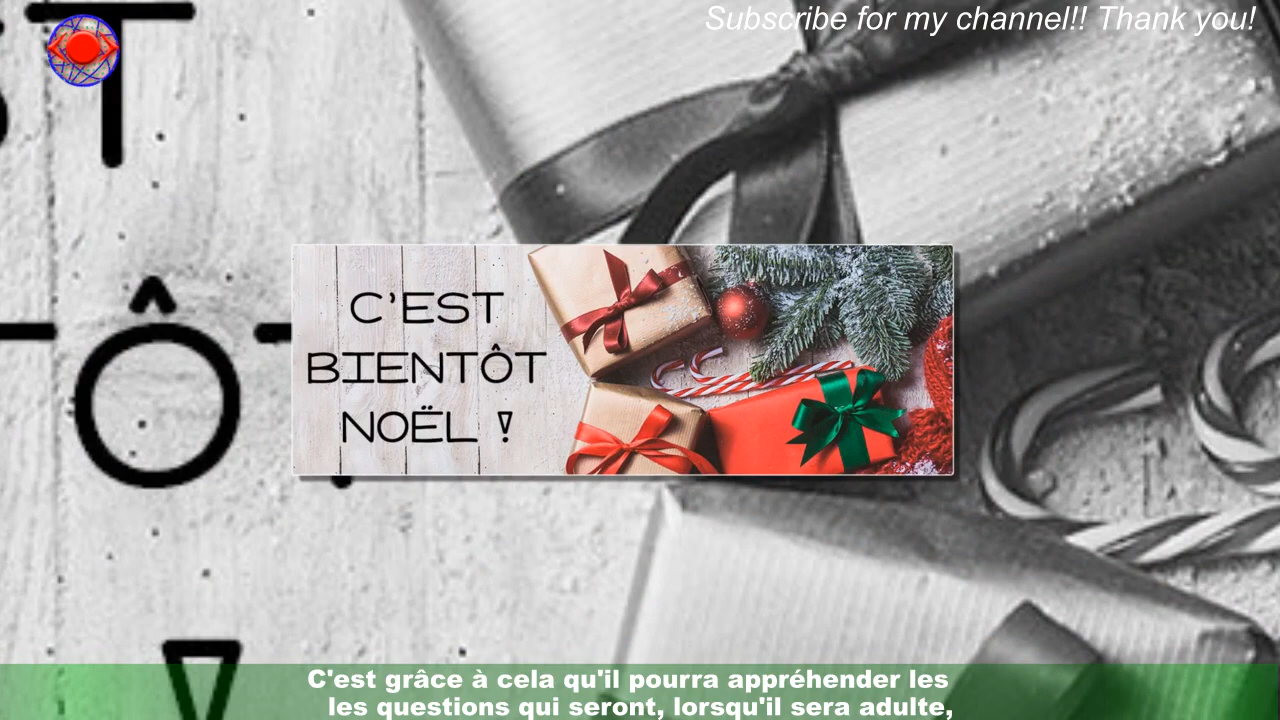 Subscribe for my channel!! Thank you!
C'EST
BIENTÔT
NOËL !
C'est grâce à cela qu'il pourra appréhender les
les questions qui seront, lorsqu'il sera adulte,